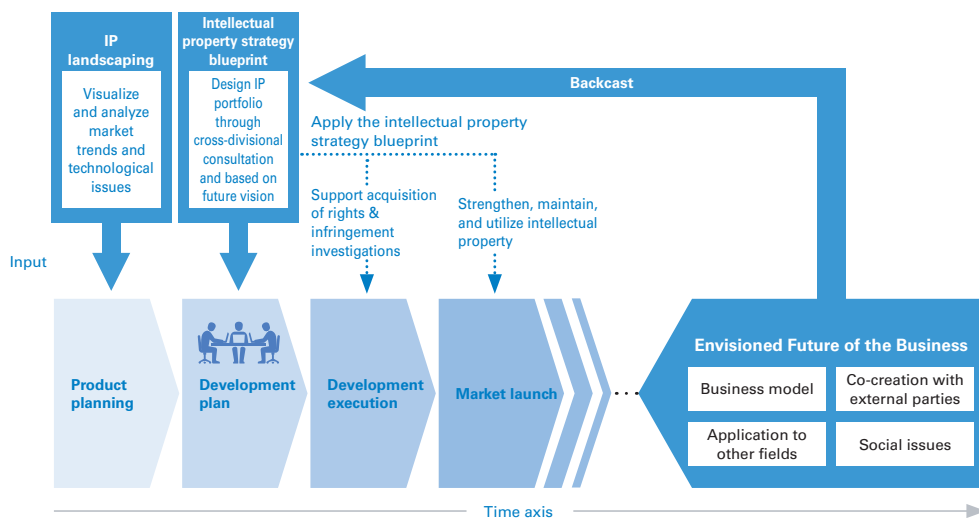 IP
landscaping
Visualize
and analyze
market
trends and
technological
issues
Intellectual
property strategy
blueprint
Design IP
portfolio
through
cross-divisional
consultation
and based on
future vision
Backcast
Apply the intellectual property
strategy blueprint
Support acquisition
of rights &
infringement
investigations
Strengthen, maintain,
and utilize intellectual
property
Input
Product
planning
Development
plan
Development
execution
Market launch
Envisioned Future of the Business
Business model
Co-creation with
external parties
Application to
other fields
Social issues
Time axis